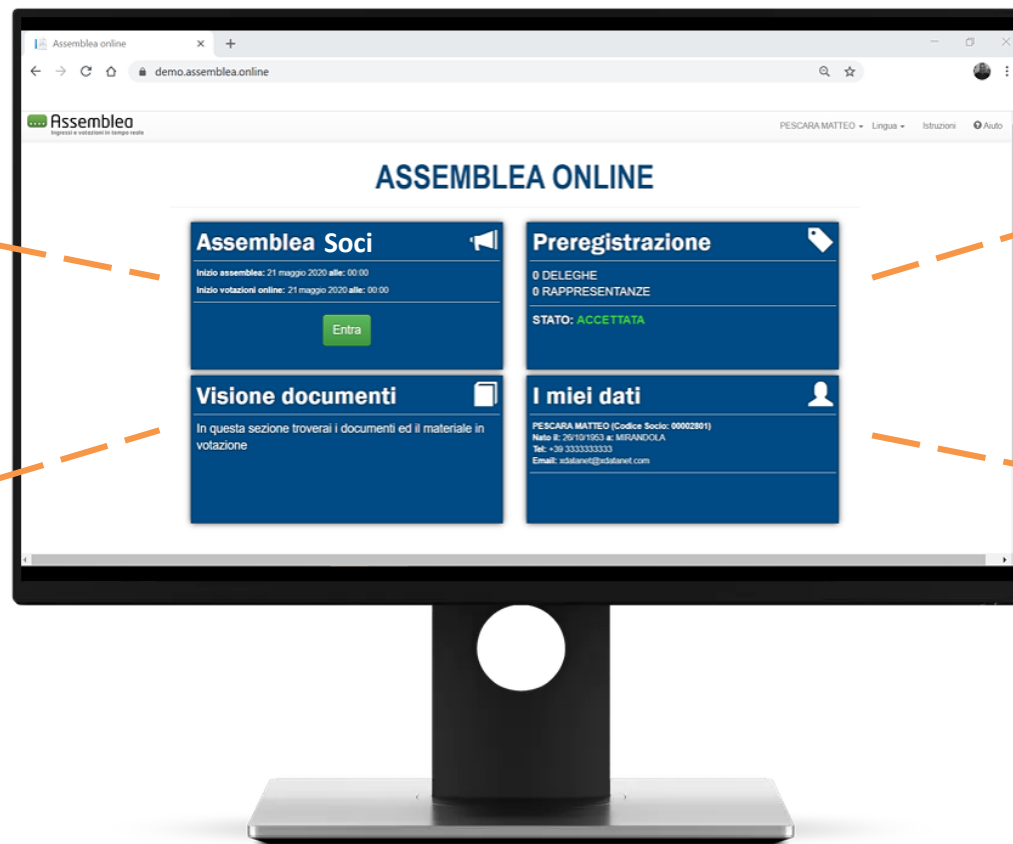 Assemblea online
demo.assemblea.online
Assemblea
Ingressi e votazioni in tempo reale
PESCARA MATTEO Lingua Istruzioni Aiuto
ASSEMBLEA ONLINE
Assemblea Soci
Inizio assemblea: 21 maggio 2020 alle: 00:00
Inizio votazioni online: 21 maggio 2020 alle: 00:00
Entra
Preregistrazione
0 DELEGHE
0 RAPPRESENTANZE
STATO: ACCETTATA
Visione documenti
In questa sezione troverai i documenti ed il materiale in
votazione
I miei dati
PESCARA MATTEO (Codice Socio: 00002801)
Nato il: 26/10/1953 a: MIRANDOLA
Tel: +39 3333333333
Email: xdatanet@xdatanet.com